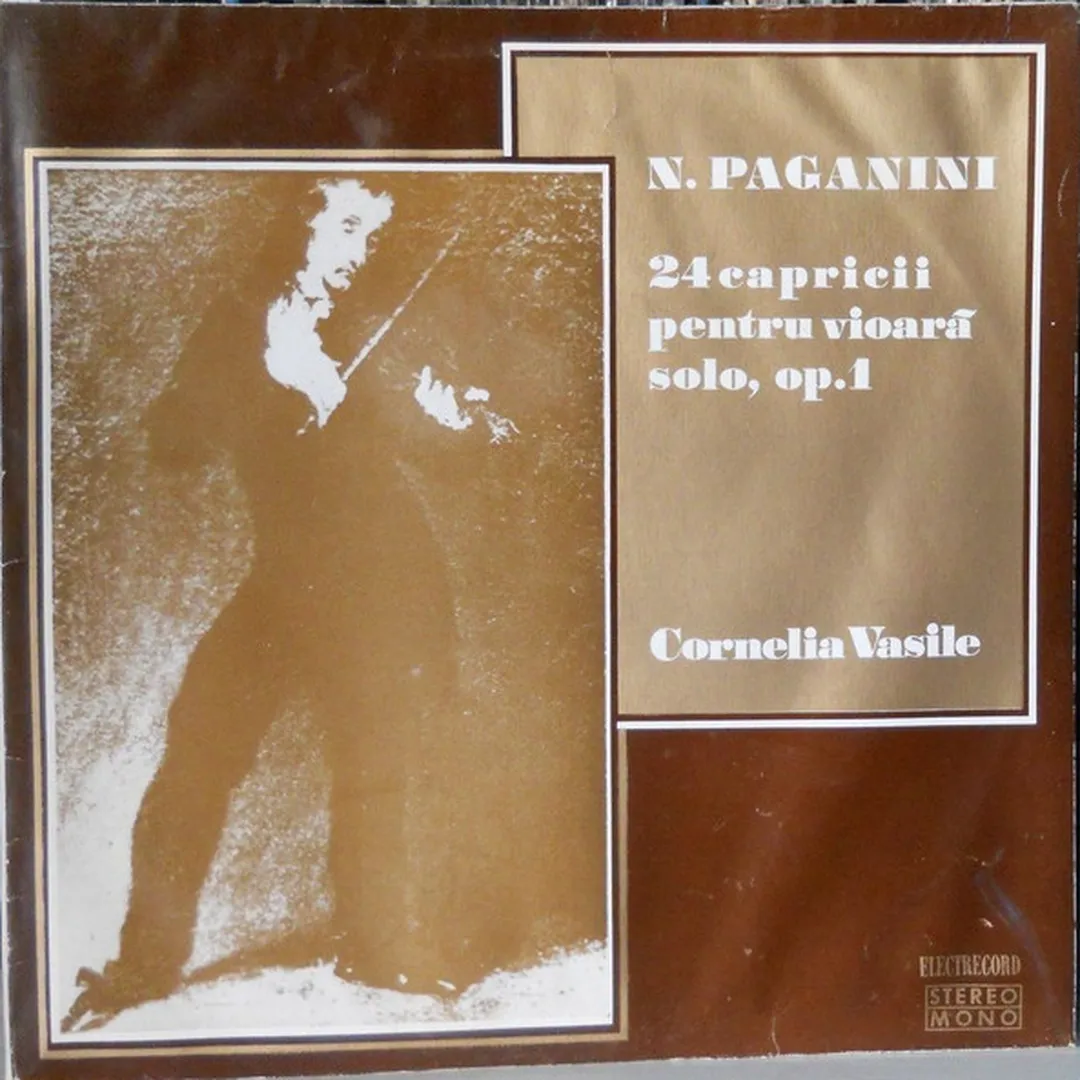 N. PAGANINI
24 capricii
pentru vioară
solo, op.1
Cornelia Vasile
ELECTRECORD
STEREO
MONO